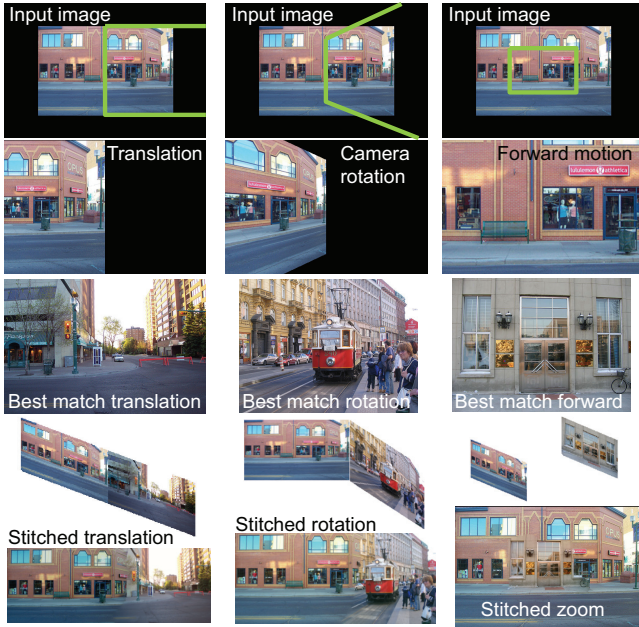 Input image
Input image
Input image
Translation
Camera
rotation
Forward motion
lululemon athletica
Best match translation
Best match rotation
Best match forward
Stitched translation
Stitched rotation
Stitched zoom